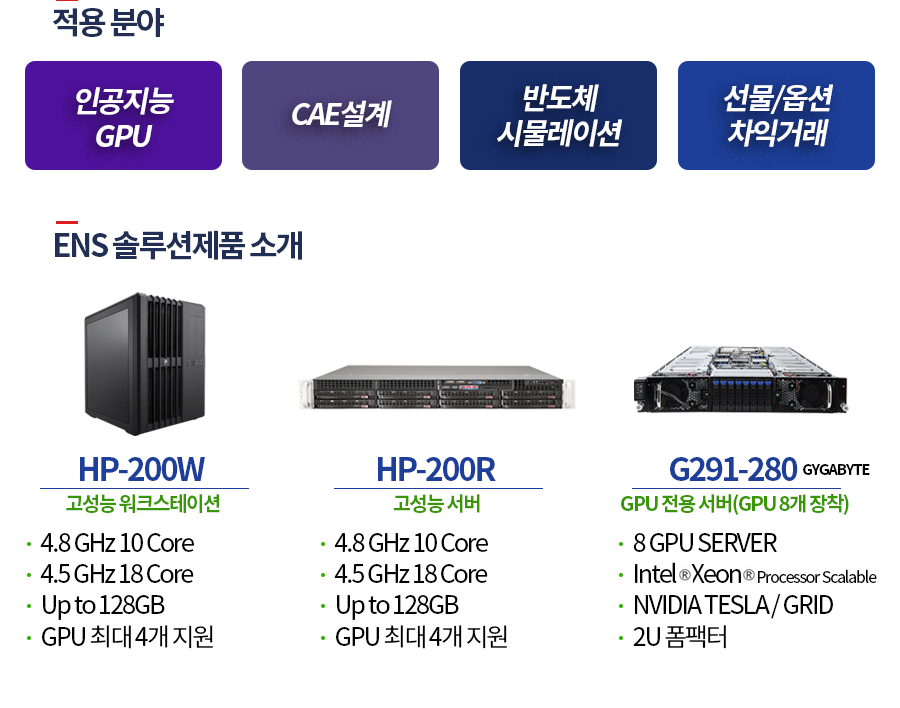 적용 분야
인공지능
GPU
CAE설계
반도체
시물레이션
선물/옵션
차익거래
ENS 솔루션제품 소개
HP-200W
고성능 워크스테이션
4.8 GHz 10 Core
4.5 GHz 18 Core
Up to 128GB
GPU 최대 4개 지원
HP-200R
고성능 서버
4.8 GHz 10 Core
4.5 GHz 18 Core
Up to 128GB
GPU 최대 4개 지원
G291-280 GYGABYTE
GPU 전용 서버(GPU 8개 장착)
8 GPU SERVER
Intel ® Xeon® Processor Scalable
NVIDIA TESLA / GRID
2U 폼팩터